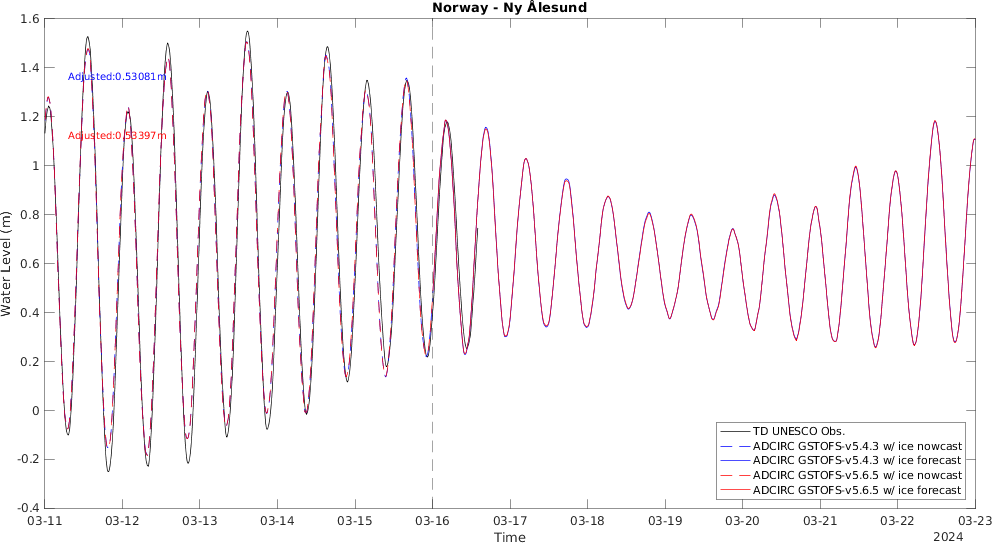 Norway - Ny Ålesund
1.6
1.4
1.2
1
0.8
0.6
0.4
0.2
0
-0.2
-0.4
Water Level (m)
Adjusted:0.53081m
Adjusted:0.53397m
TD UNESCO Obs.
ADCIRC GSTOFS-v5.4.3 w/ ice nowcast
ADCIRC GSTOFS-v5.4.3 w/ ice forecast
ADCIRC GSTOFS-v5.6.5 w/ ice nowcast
ADCIRC GSTOFS-v5.6.5 w/ ice forecast
03-11 03-12 03-13 03-14 03-15 03-16 03-17 03-18 03-19 03-20 03-21 03-22 03-23
Time
2024